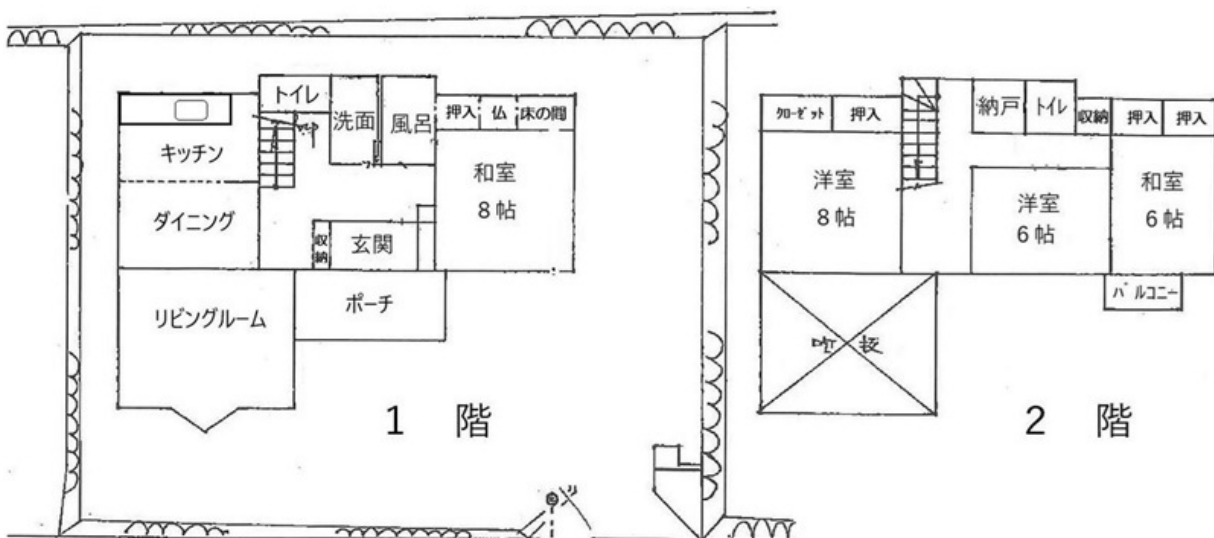 トイレ
洗面
風呂
押入
仏
床の間
キッチン
和室
8帖
ダイニング
収納
玄関
リビングルーム
ポーチ
1 階
クローゼット
押入
納戸
トイレ
収納
押入
押入
洋室
8帖
洋室
6帖
和室
6帖
バルコニー
吹抜
2 階